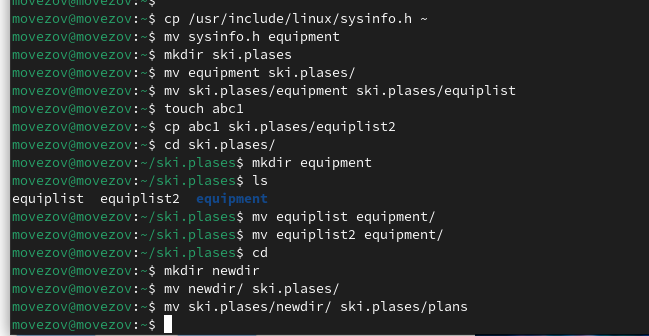 movezov@movezov:~$
movezov@movezov:~$ cp /usr/include/linux/sysinfo.h ~
movezov@movezov:~$ mv sysinfo.h equipment
movezov@movezov:~$ mkdir ski.plases
movezov@movezov:~$ mv equipment ski.plases/
movezov@movezov:~$ mv ski.plases/equipment ski.plases/equiplist
movezov@movezov:~$ touch abc1
movezov@movezov:~$ cp abc1 ski.plases/equiplist2
movezov@movezov:~$ cd ski.plases/
movezov@movezov:~/ski.plases$ mkdir equipment
movezov@movezov:~/ski.plases$ ls
equiplist  equiplist2  equipment
movezov@movezov:~/ski.plases$ mv equiplist equipment/
movezov@movezov:~/ski.plases$ mv equiplist2 equipment/
movezov@movezov:~/ski.plases$ cd
movezov@movezov:~$ mkdir newdir
movezov@movezov:~$ mv newdir/ ski.plases/
movezov@movezov:~$ mv ski.plases/newdir/ ski.plases/plans
movezov@movezov:~$